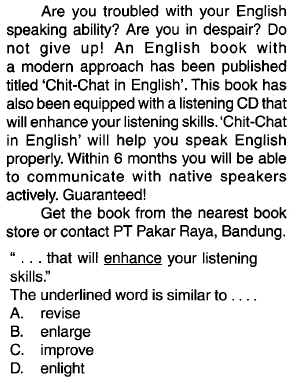 Are you troubled with your English
speaking ability? Are you in despair? Do
not give up! An English book with
a modern approach has been published
titled ‘Chit-Chat in English’. This book has
also been equipped with a listening CD that
will enhance your listening skills. ‘Chit-Chat
in English’ will help you speak English
properly. Within 6 months you will be able
to communicate with native speakers
actively. Guaranteed!
Get the book from the nearest book
store or contact PT Pakar Raya, Bandung.
“ . . . that will enhance your listening
skills.”
The underlined word is similar to . . . .
A. revise
B. enlarge
C. improve
D. enlight